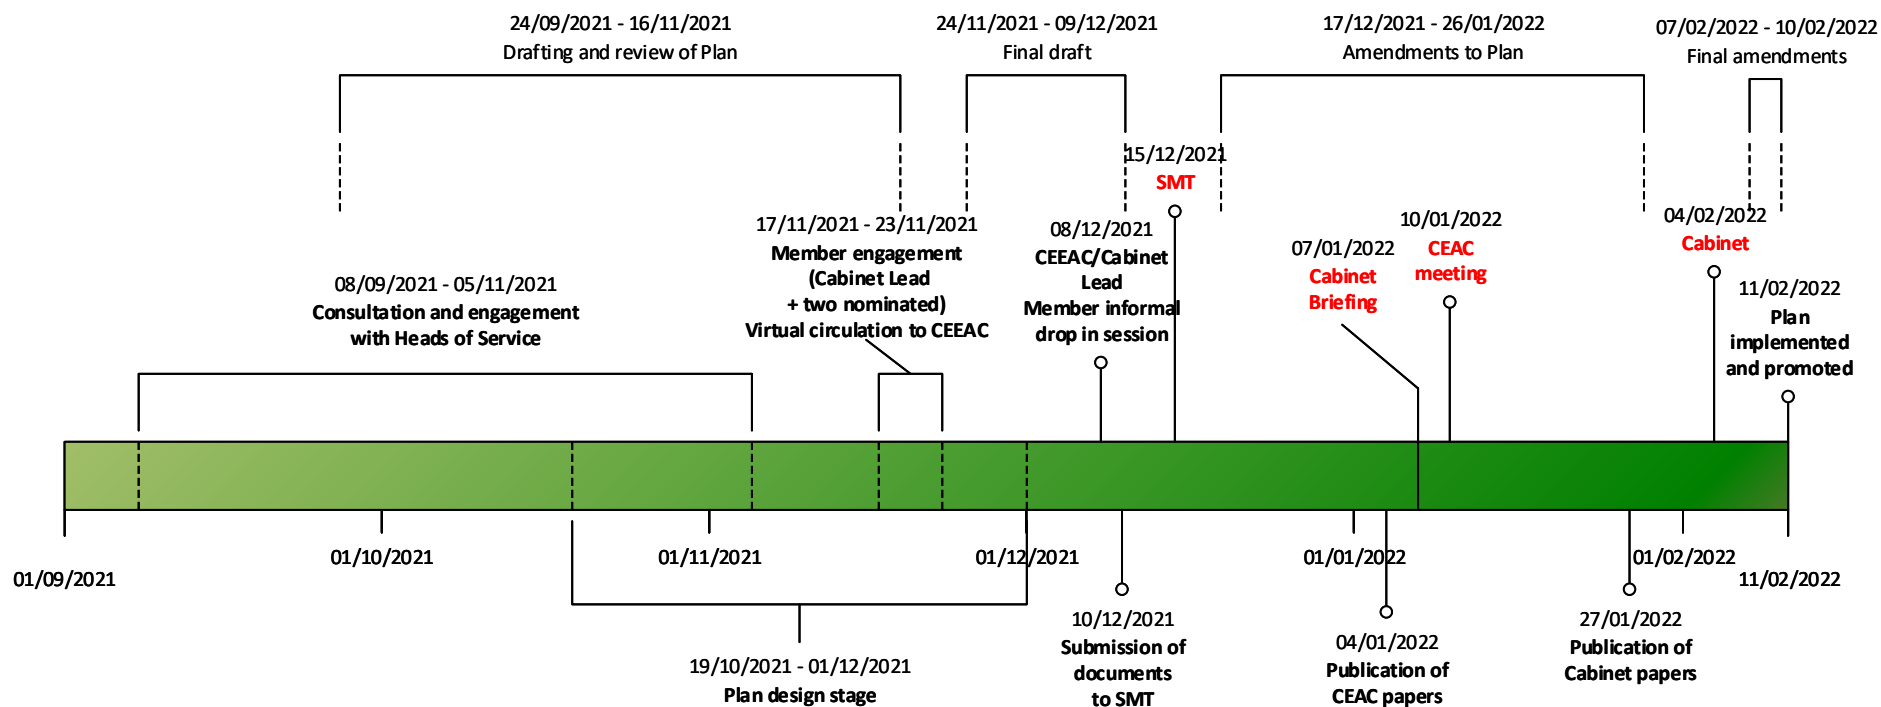 24/09/2021 - 16/11/2021
Drafting and review of Plan
24/11/2021 - 09/12/2021
Final draft
17/12/2021 - 26/01/2022
Amendments to Plan
07/02/2022 - 10/02/2022
Final amendments
15/12/2021
SMT
17/11/2021 - 23/11/2021
Member engagement
(Cabinet Lead
+ two nominated)
Virtual circulation to CEEAC
08/12/2021
CEEAC/Cabinet
Lead
Member informal
drop in session
07/01/2022
Cabinet
Briefing
10/01/2022
CEAC
meeting
04/02/2022
Cabinet
11/02/2022
Plan
implemented
and promoted
08/09/2021 - 05/11/2021
Consultation and engagement
with Heads of Service
01/09/2021
01/10/2021
01/11/2021
01/12/2021
01/01/2022
01/02/2022
11/02/2022
19/10/2021 - 01/12/2021
Plan design stage
10/12/2021
Submission of
documents
to SMT
04/01/2022
Publication of
CEAC papers
27/01/2022
Publication of
Cabinet papers